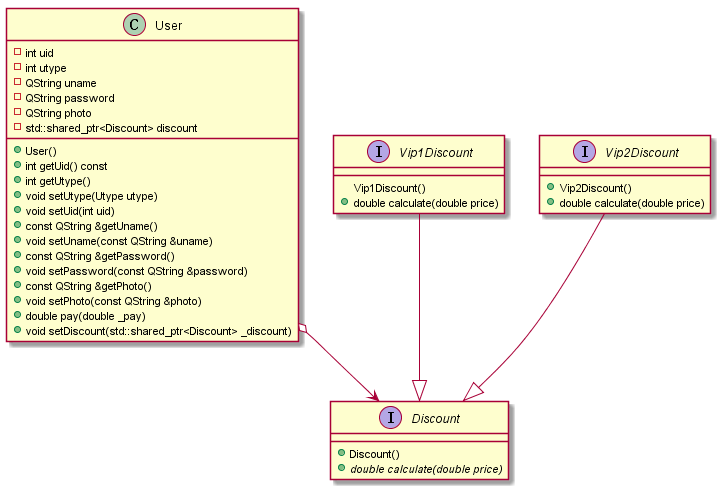 C User
int uid
int utype
QString uname
QString password
QString photo
std::shared_ptr<Discount> discount
User()
int getUid() const
int getUtype()
void setUtype(Utype utype)
void setUid(int uid)
const QString &getUname()
void setUname(const QString &uname)
const QString &getPassword()
void setPassword(const QString &password)
const QString &getPhoto()
void setPhoto(const QString &photo)
double pay(double _pay)
void setDiscount(std::shared_ptr<Discount> _discount)
I Vip1Discount
Vip1Discount()
double calculate(double price)
I Vip2Discount
Vip2Discount()
double calculate(double price)
I Discount
Discount()
double calculate(double price)